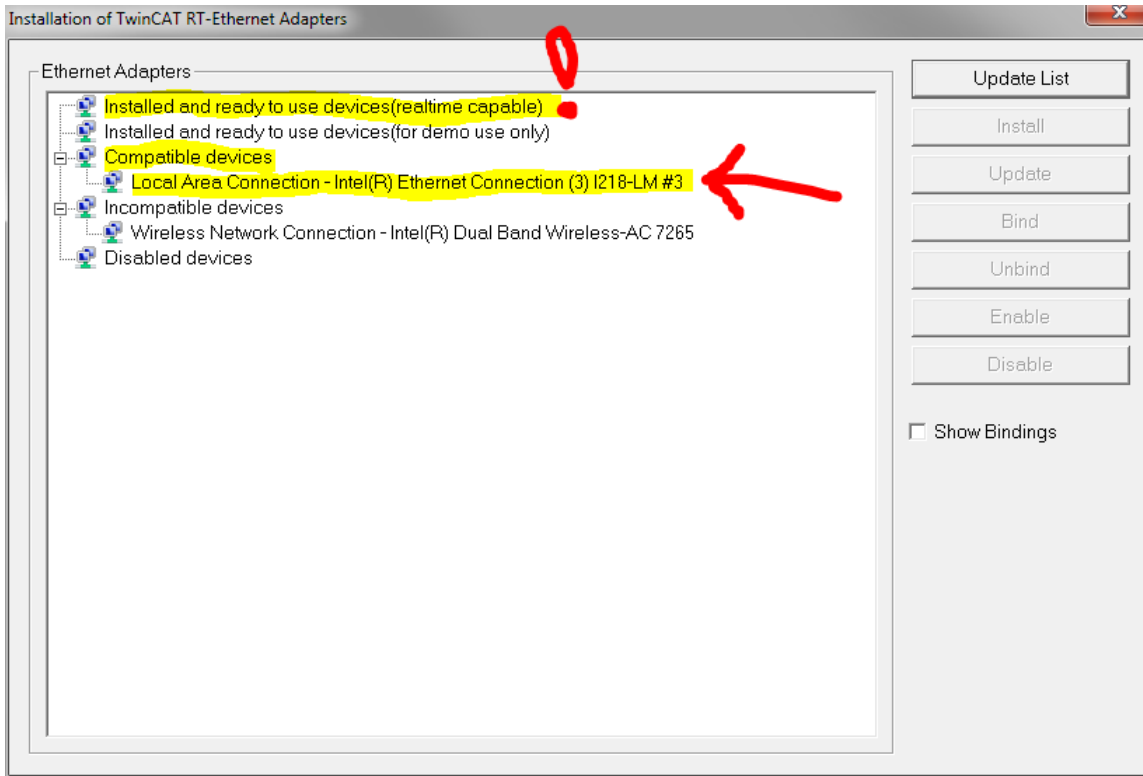 Installation of TwinCAT RT-Ethernet Adapters
Ethernet Adapters
Installed and ready to use devices(realtime capable)
Installed and ready to use devices(for demo use only)
Compatible devices
Local Area Connection - Intel(R) Ethernet Connection (3) I218-LM #3
Incompatible devices
Wireless Network Connection - Intel(R) Dual Band Wireless-AC 7265
Disabled devices
Update List
Install
Update
Bind
Unbind
Enable
Disable
Show Bindings